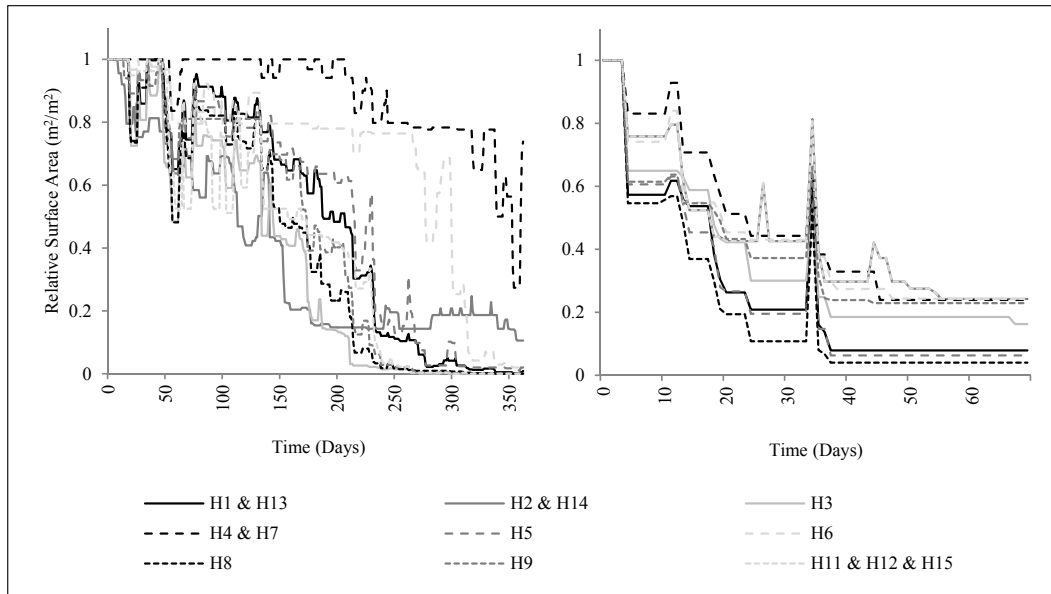 Relative Surface Area (m²/m²)
1
0.8
0.6
0.4
0.2
0
0
50
100
150
200
250
300
350
Time (Days)
1
0.8
0.6
0.4
0.2
0
0
10
20
30
40
50
60
Time (Days)
H1 & H13
H2 & H14
H3
H4 & H7
H5
H6
H8
H9
H11 & H12 & H15